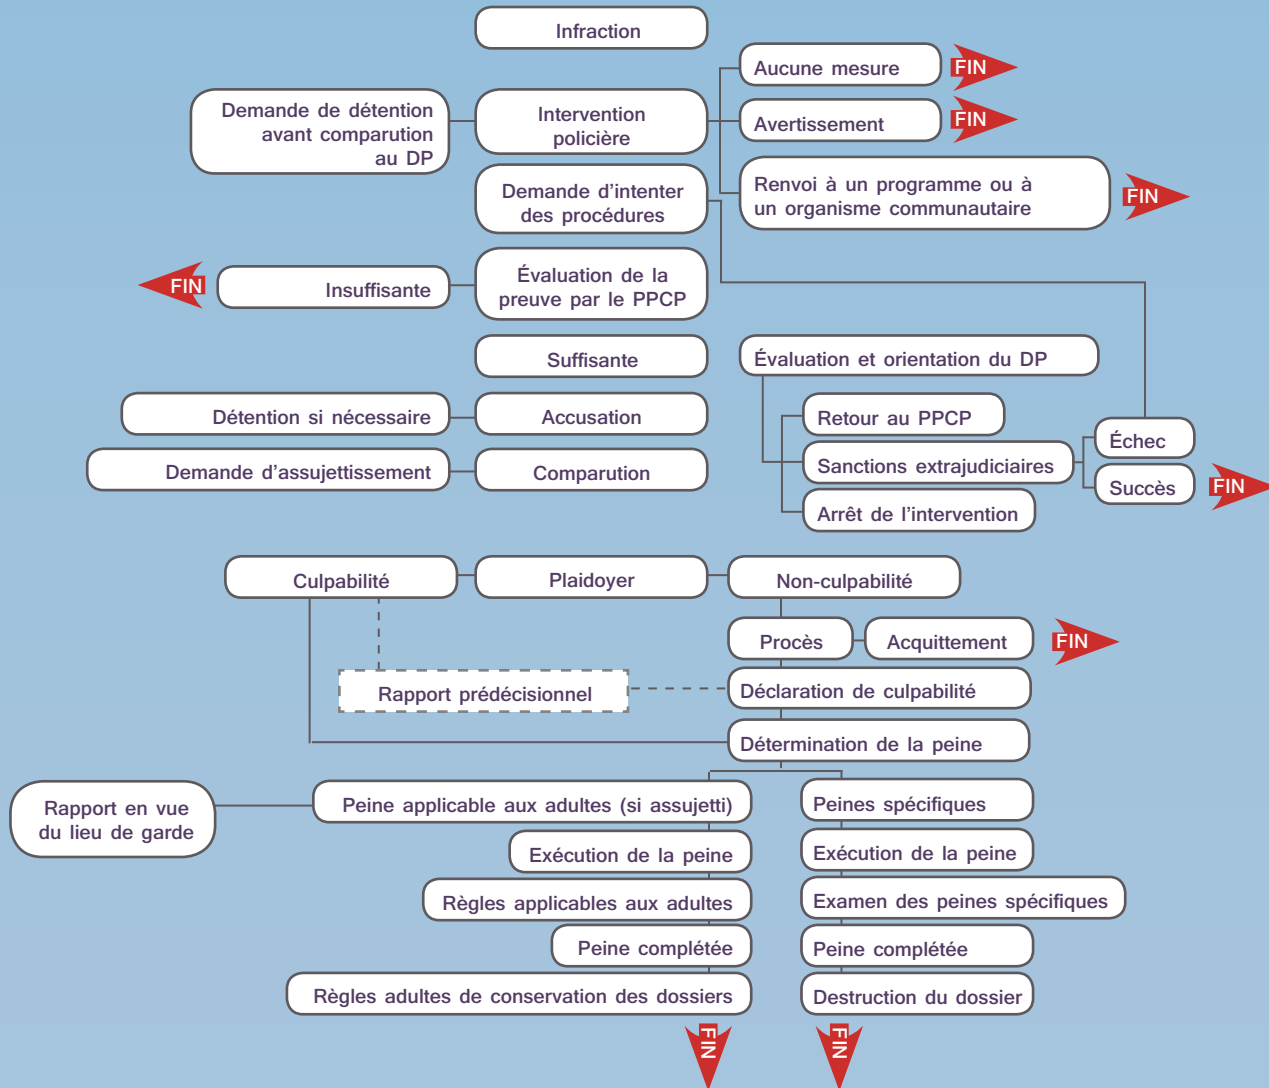 Infraction
Aucune mesure
FIN
Demande de détention
avant comparution
au DP
Intervention
policière
Avertissement
FIN
Demande d'intenter
des procédures
Renvoi à un programme ou à
un organisme communautaire
FIN
FIN
Insuffisante
Évaluation de la
preuve par le PPCP
Suffisante
Évaluation et orientation du DP
Détention si nécessaire
Accusation
Retour au PPCP
Échec
Demande d'assujettissement
Comparution
Sanctions extrajudiciaires
Succès
FIN
Arrêt de l'intervention
Culpabilité
Plaidoyer
Non-culpabilité
Procès
Acquittement
FIN
Rapport prédécisionnel
Déclaration de culpabilité
Détermination de la peine
Rapport en vue
du lieu de garde
Peine applicable aux adultes (si assujetti)
Peines spécifiques
Exécution de la peine
Exécution de la peine
Règles applicables aux adultes
Examen des peines spécifiques
Peine complétée
Peine complétée
Règles adultes de conservation des dossiers
Destruction du dossier
FIN
FIN